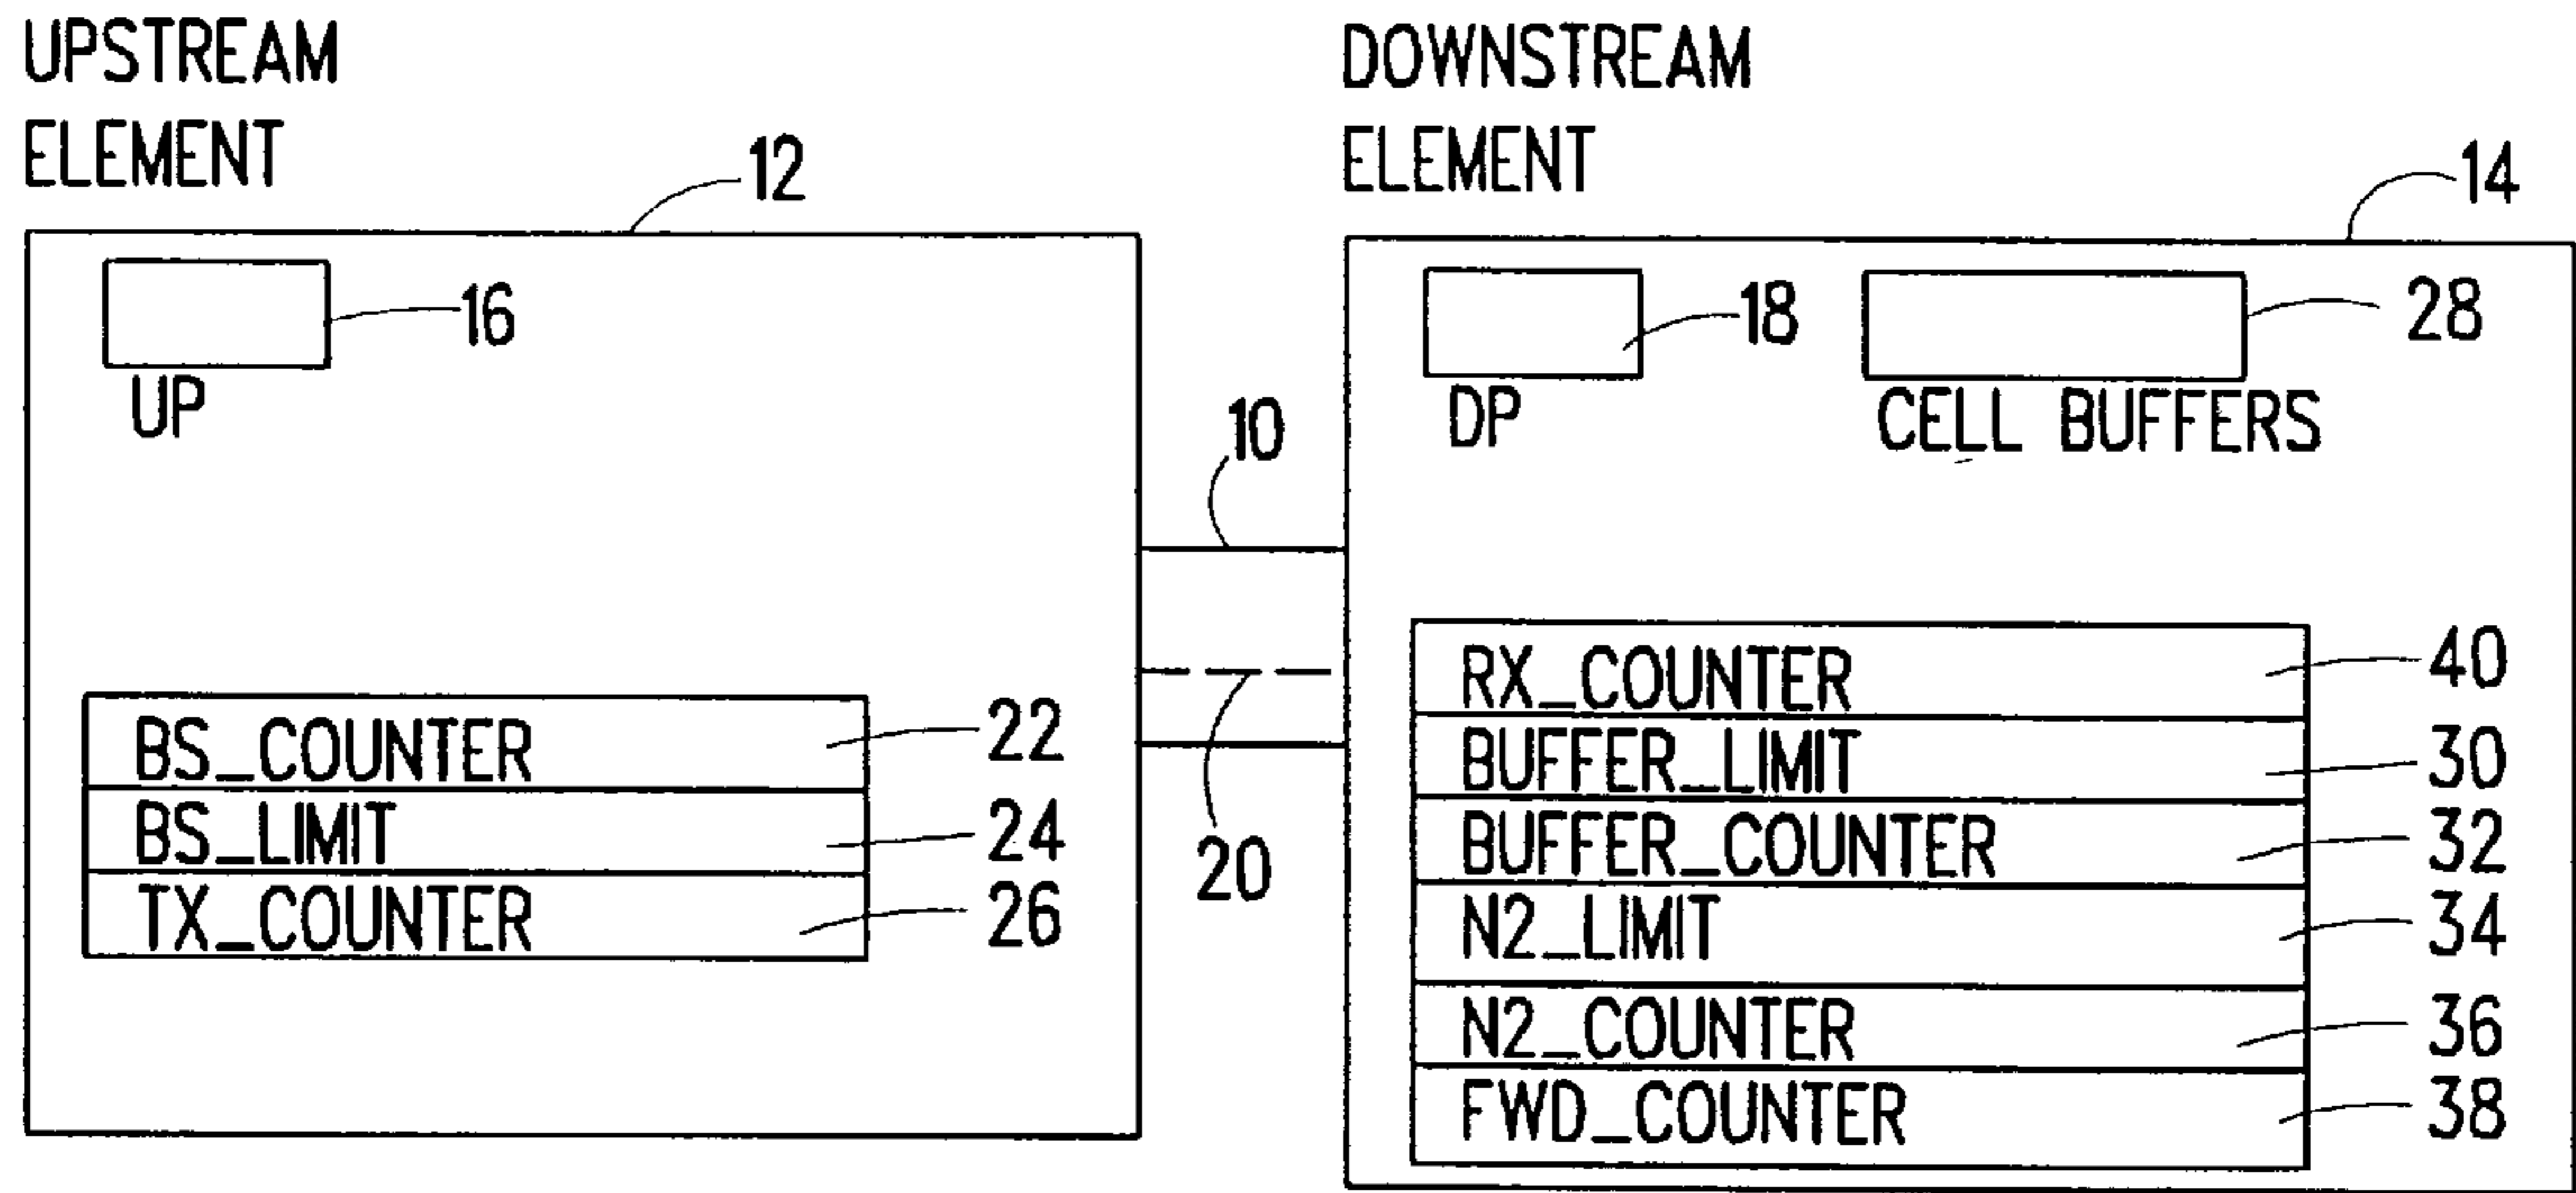 UPSTREAM
ELEMENT
12
16
UP
BS_COUNTER
22
BS_LIMIT
24
TX_COUNTER
26
10
20
DOWNSTREAM
ELEMENT
14
18
DP
28
CELL BUFFERS
RX_COUNTER
40
BUFFER_LIMIT
30
BUFFER_COUNTER
32
N2_LIMIT
34
N2_COUNTER
36
FWD_COUNTER
38